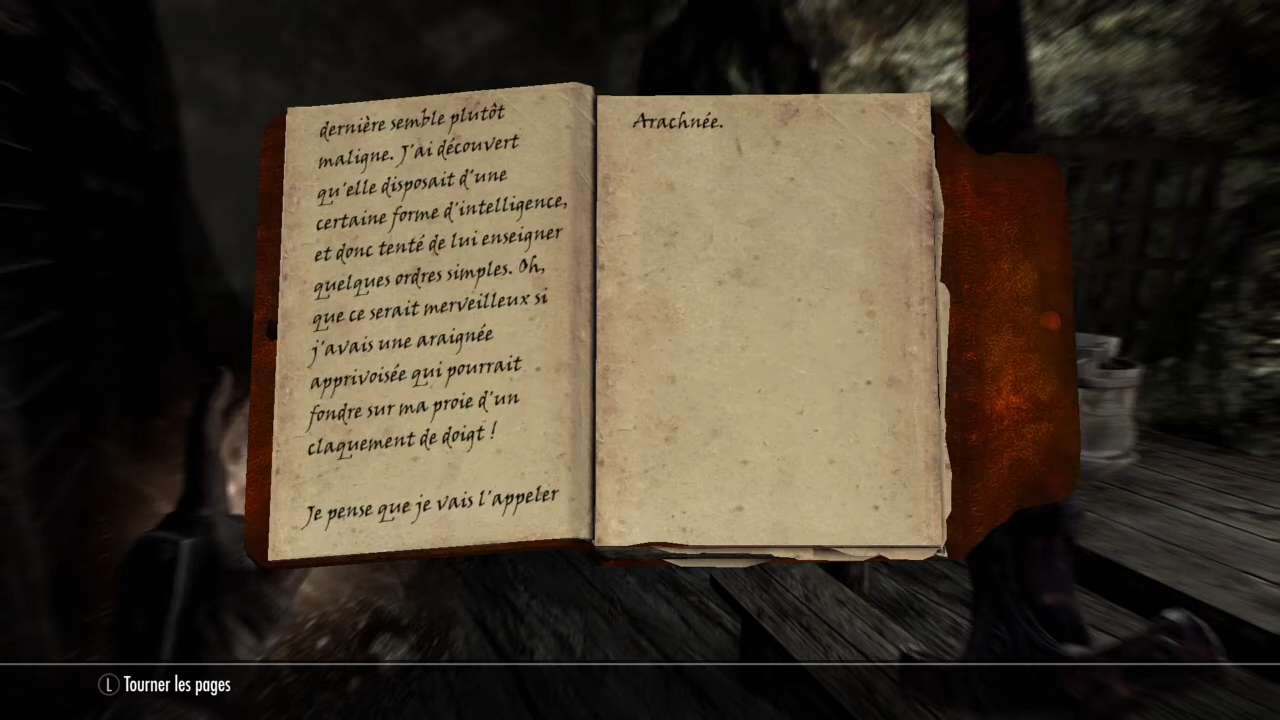 dernière semble plutôt
maligne. J'ai découvert
qu'elle disposait d'une
certaine forme d'intelligence,
et donc tenté de lui enseigner
quelques ordres simples. Oh,
que ce serait merveilleux si
j'avais une araignée
apprivoisée qui pourrait
fondre sur ma proie d'un
claquement de doigt !
Je pense que je vais l'appeler
Arachnée.
L Tourner les pages